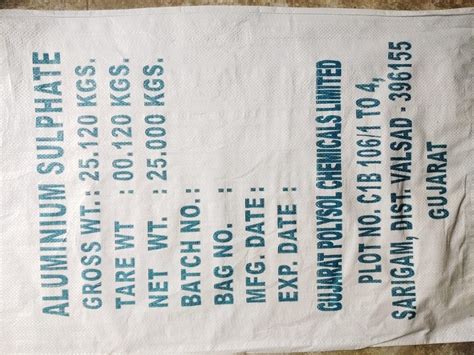 ALUMINIUM SULPHATE
GROSS WT. : 25.120 KGS.
TARE WT : 00.120 KGS.
NET WT. : 25.000 KGS.
BATCH NO. :
BAG NO. :
MFG. DATE :
EXP DATE :
GUJARAT POLYSOL CHEMICALS LIMITED
PLOT NO. C1B 106/1 TO 4,
SARIGAM, DIST. VALSAD - 396155
GUJARAT